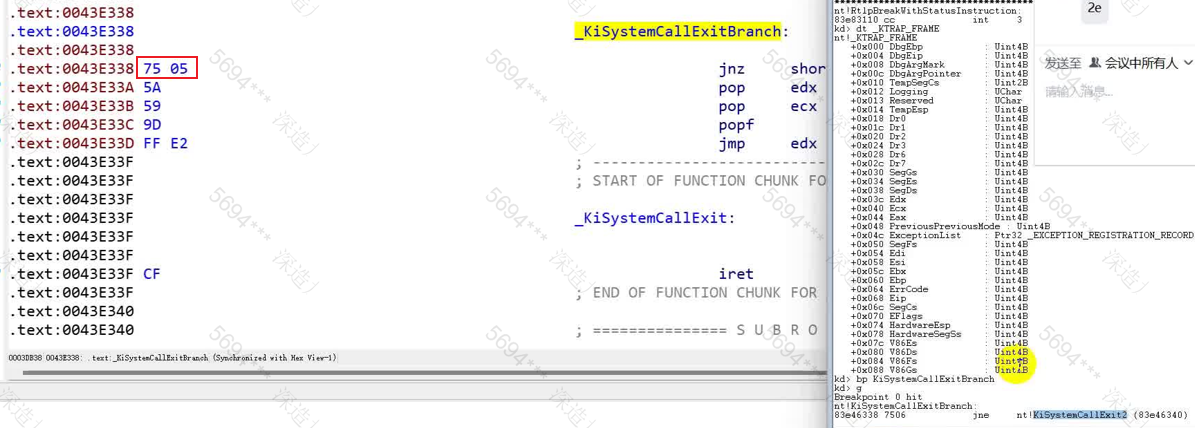 .text:0043E338
.text:0043E338 _KiSystemCallExitBranch:
.text:0043E338
.text:0043E338 75 05 jnz shor
.text:0043E33A 5A pop edx
.text:0043E33B 59 pop ecx
.text:0043E33C 9D popf
.text:0043E33D FF E2 jmp edx
.text:0043E33F ; ----------------------------
.text:0043E33F ; START OF FUNCTION CHUNK FO
.text:0043E33F
.text:0043E33F _KiSystemCallExit:
.text:0043E33F
.text:0043E33F
.text:0043E33F CF iret
.text:0043E33F ; END OF FUNCTION CHUNK FOR
.text:0043E340
.text:0043E340 ; =============== S U B R O
0003DB38 0043E338: .text:_KiSystemCallExitBranch (Synchronized with Hex View-1)
nt!RtlpBreakWithStatusInstruction:
83e83110 cc int 3
kd> dt _KTRAP_FRAME
nt!_KTRAP_FRAME
+0x000 DbgEbp : Uint4B
+0x004 DbgEip : Uint4B
+0x008 DbgArgMark : Uint4B
+0x00c DbgArgPointer : Uint4B
+0x010 TempSegCs : Uint2B
+0x012 Logging : UChar
+0x013 Reserved : UChar
+0x014 TempEsp : Uint4B
+0x018 Dr0 : Uint4B
+0x01c Dr1 : Uint4B
+0x020 Dr2 : Uint4B
+0x024 Dr3 : Uint4B
+0x028 Dr6 : Uint4B
+0x02c Dr7 : Uint4B
+0x030 SegGs : Uint4B
+0x034 SegEs : Uint4B
+0x038 SegDs : Uint4B
+0x03c Edx : Uint4B
+0x040 Ecx : Uint4B
+0x044 Eax : Uint4B
+0x048 PreviousPreviousMode : Uint4B
+0x04c ExceptionList : Ptr32 _EXCEPTION_REGISTRATION_RECORD
+0x050 SegFs : Uint4B
+0x054 Edi : Uint4B
+0x058 Esi : Uint4B
+0x05c Ebx : Uint4B
+0x060 Ebp : Uint4B
+0x064 ErrCode : Uint4B
+0x068 Eip : Uint4B
+0x06c SegCs : Uint4B
+0x070 EFlags : Uint4B
+0x074 HardwareEsp : Uint4B
+0x078 HardwareSegSs : Uint4B
+0x07c V86Es : Uint4B
+0x080 V86Ds : Uint4B
+0x084 V86Fs : Uint4B
+0x088 V86Gs : Uint4B
kd> bp KiSystemCallExitBranch
kd> g
Breakpoint 0 hit
nt!KiSystemCallExitBranch:
83e46338 7506 jne nt!KiSystemCallExit2 (83e46340)
2e
发送至 会议中所有人
请输入消息...
5694***
深造丿